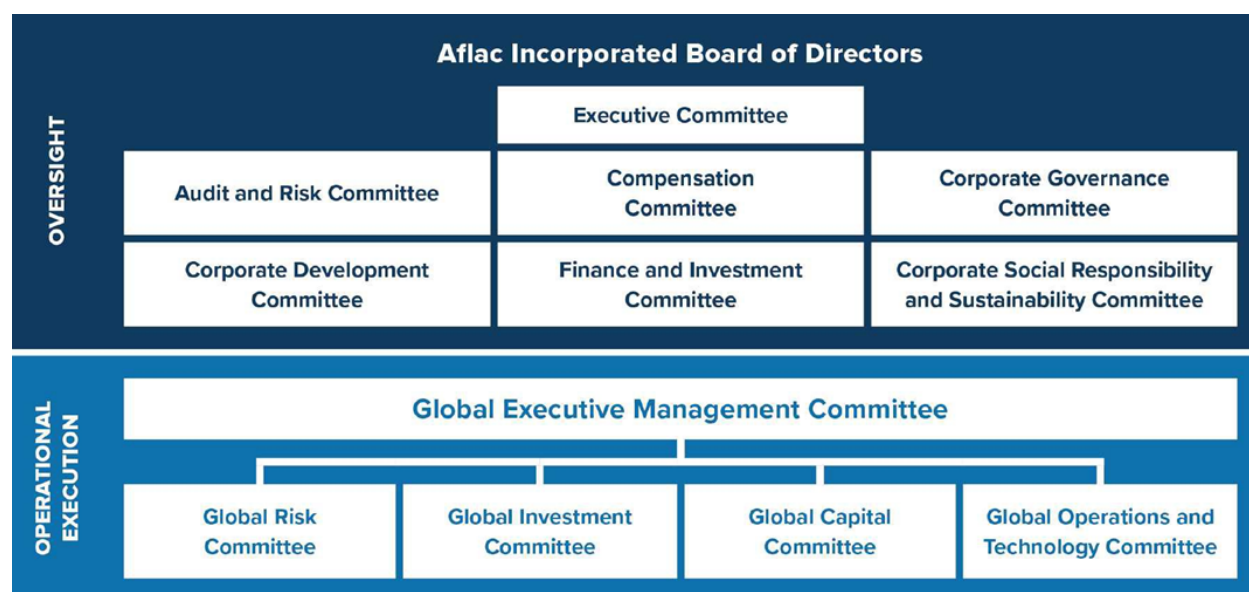 Aflac Incorporated Board of Directors
OVERSIGHT
Executive Committee
Audit and Risk Committee
Compensation
Committee
Corporate Governance
Committee
Corporate Development
Committee
Finance and Investment
Committee
Corporate Social Responsibility
and Sustainability Committee
OPERATIONAL
EXECUTION
Global Executive Management Committee
Global Risk
Committee
Global Investment
Committee
Global Capital
Committee
Global Operations and
Technology Committee